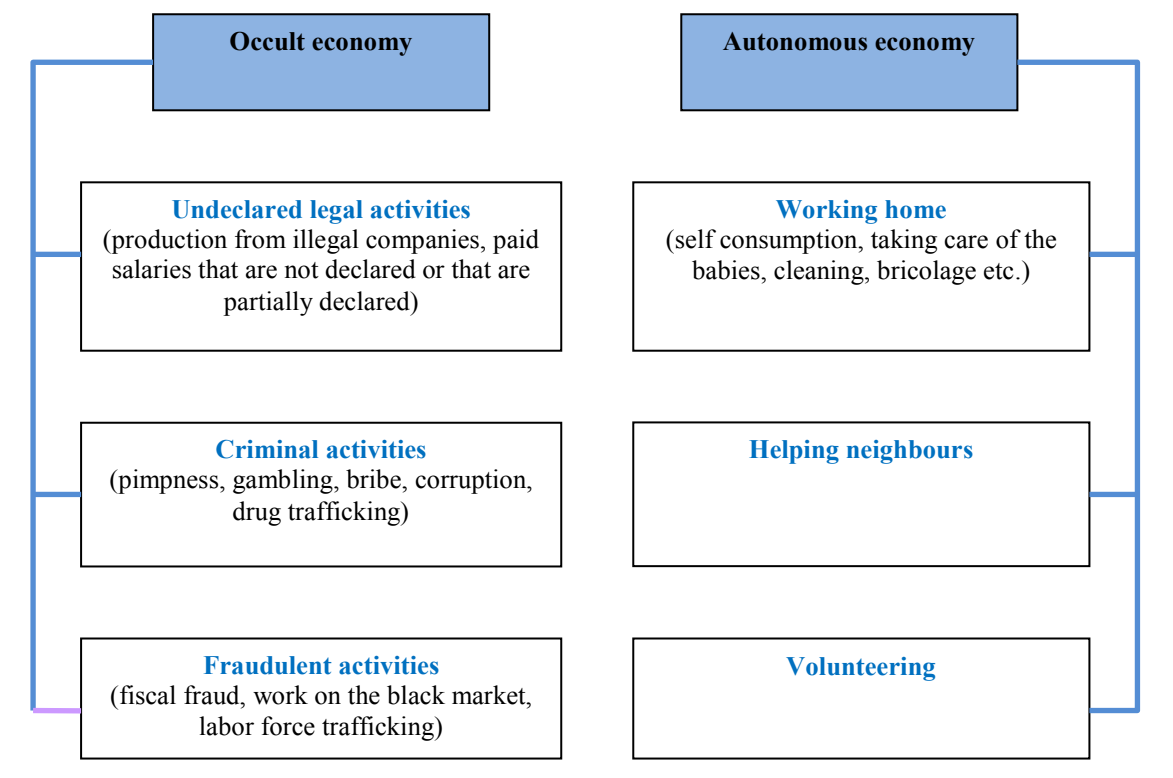 Occult economy
Undeclared legal activities
(production from illegal companies, paid
salaries that are not declared or that are
partially declared)
Criminal activities
(pimpness, gambling, bribe, corruption,
drug trafficking)
Fraudulent activities
(fiscal fraud, work on the black market,
labor force trafficking)
Autonomous economy
Working home
(self consumption, taking care of the
babies, cleaning, bricolage etc.)
Helping neighbours
Volunteering